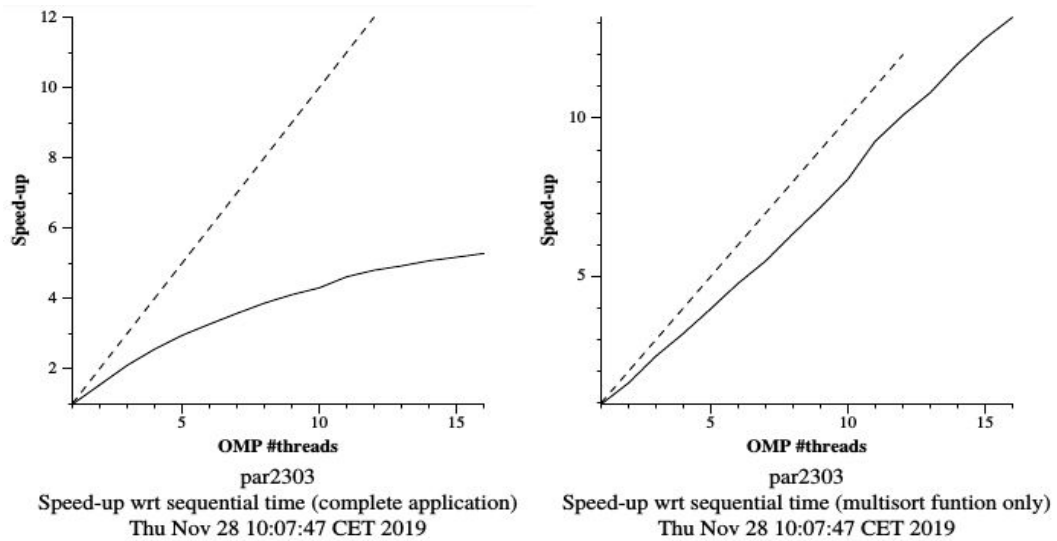 12
10
8
6
4
2
Speed-up
5
10
15
OMP #threads
par2303
Speed-up wrt sequential time (complete application)
Thu Nov 28 10:07:47 CET 2019
10
5
Speed-up
5
10
15
OMP #threads
par2303
Speed-up wrt sequential time (multisort funtion only)
Thu Nov 28 10:07:47 CET 2019